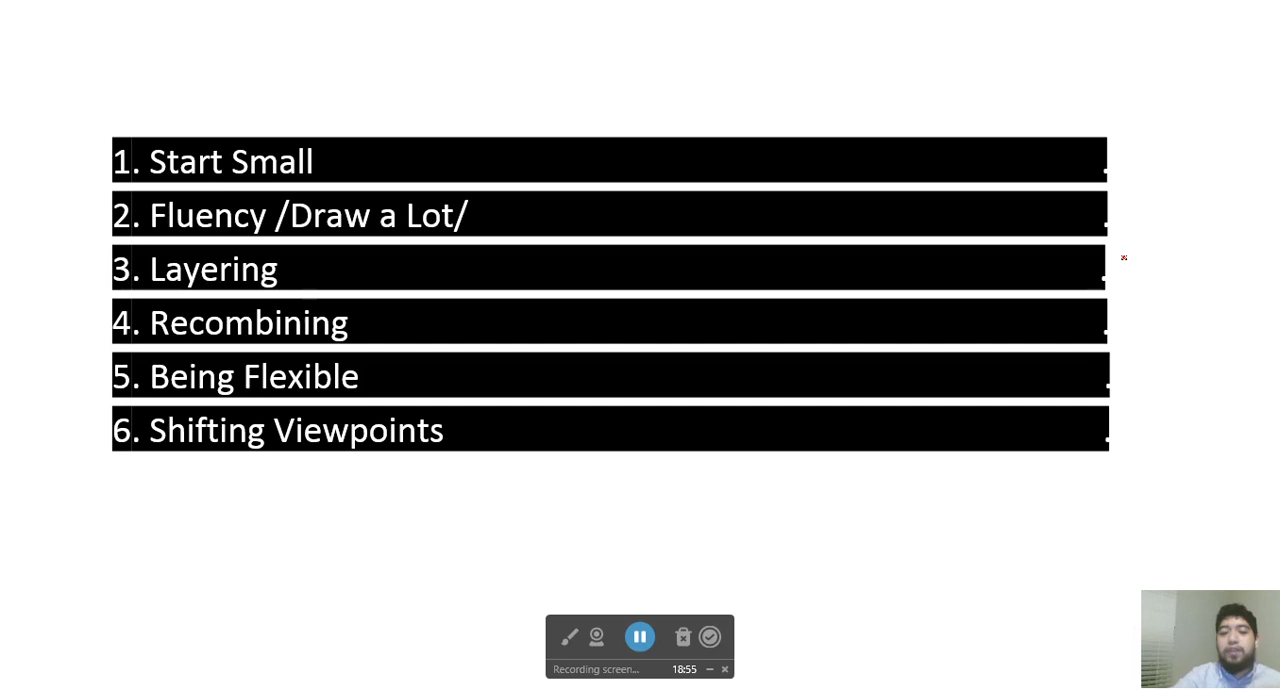 1. Start Small .
2. Fluency /Draw a Lot/ .
3. Layering .
4. Recombining .
5. Being Flexible .
6. Shifting Viewpoints .
Recording screen... 18:55